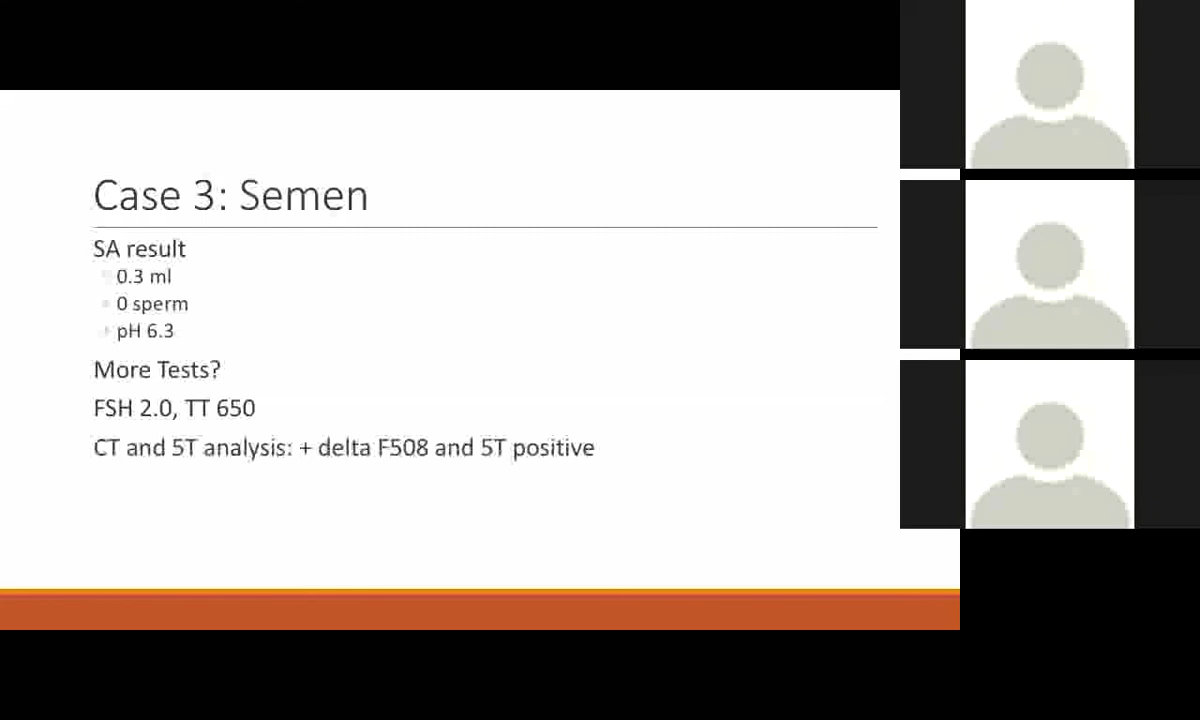 Case 3: Semen
SA result
0.3 ml
0 sperm
pH 6.3
More Tests?
FSH 2.0, TT 650
CT and 5T analysis: + delta F508 and 5T positive